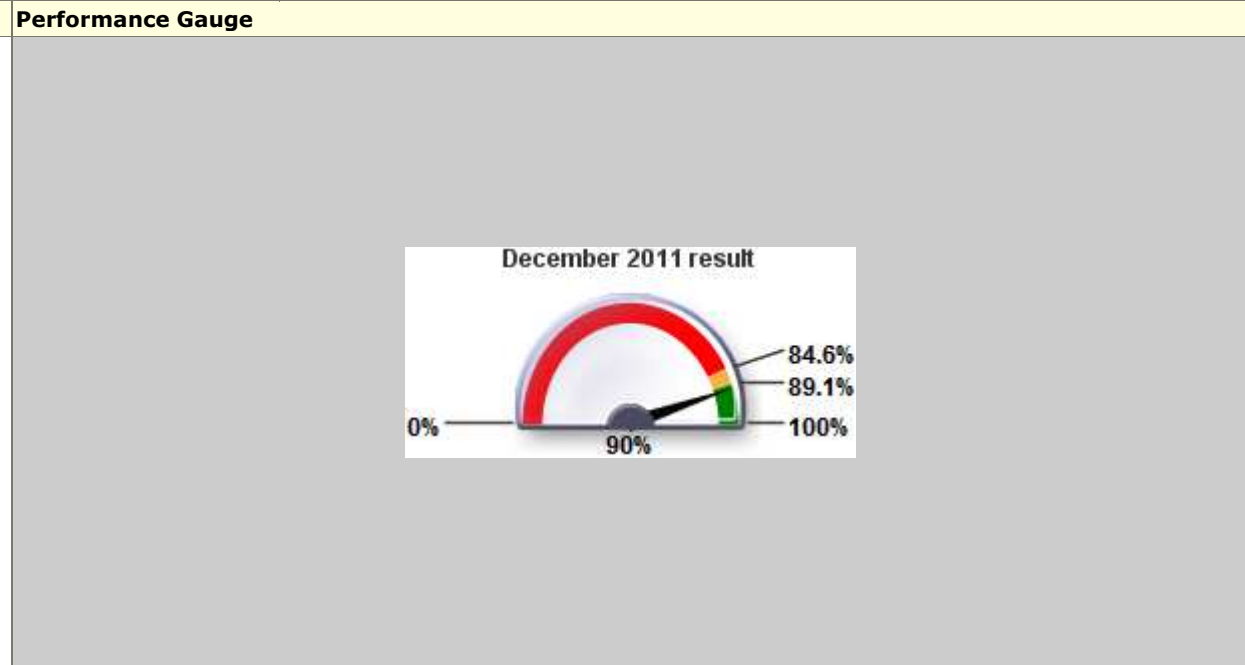 Performance Gauge
December 2011 result
84.6%
89.1%
0%
100%
90%